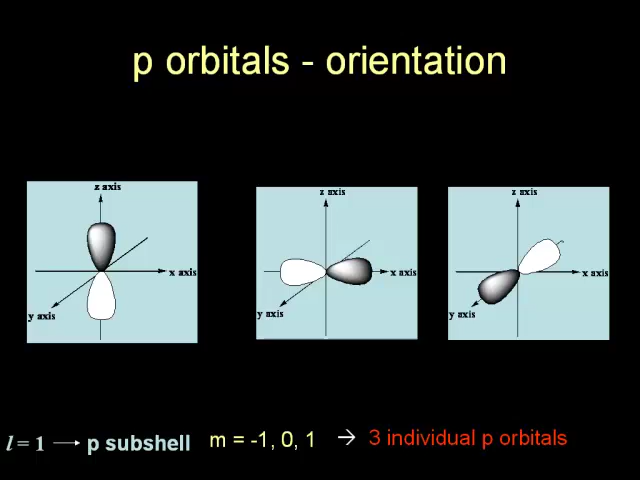 p orbitals - orientation
z axis
x axis
y axis
z axis
x axis
y axis
z axis
x axis
y axis
l = 1 → p subshell m = -1, 0, 1 → 3 individual p orbitals